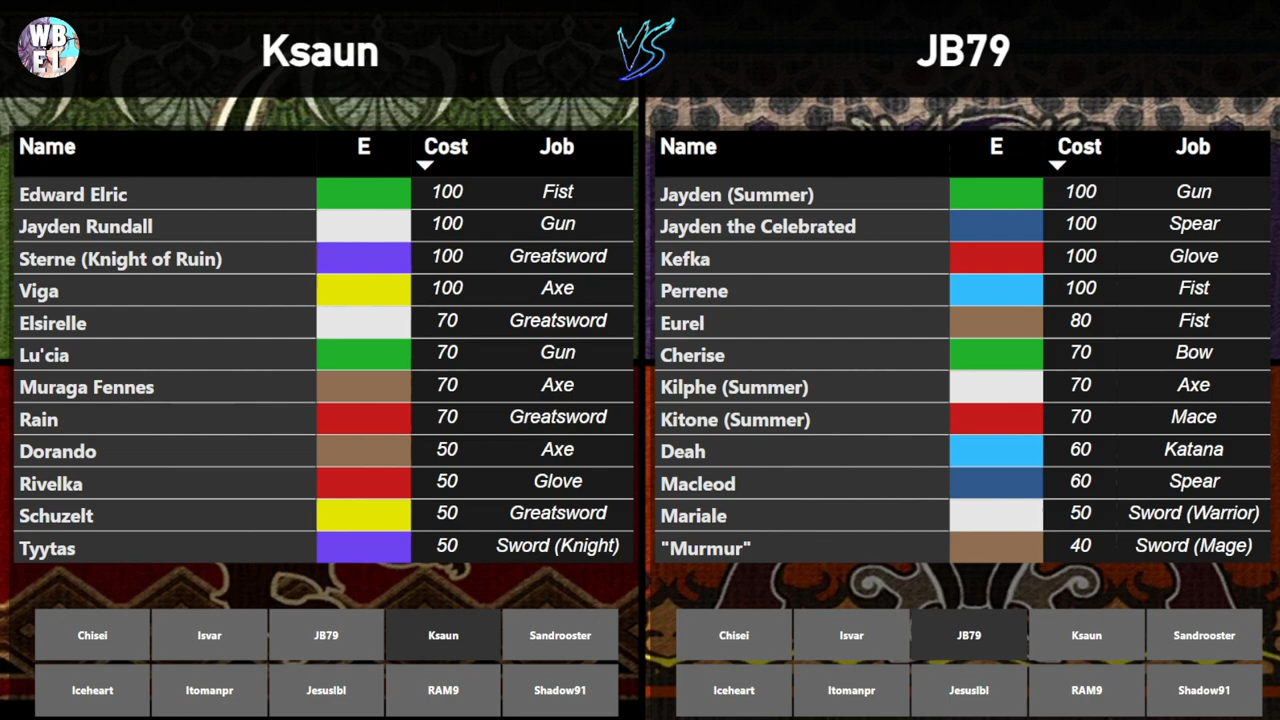 WB
EL
Ksaun VS JB79
Name E Cost Job
Edward Elric 100 Fist
Jayden Rundall 100 Gun
Sterne (Knight of Ruin) 100 Greatsword
Viga 100 Axe
Elsirelle 70 Greatsword
Lu'cia 70 Gun
Muraga Fennes 70 Axe
Rain 70 Greatsword
Dorando 50 Axe
Rivelka 50 Glove
Schuzelt 50 Greatsword
Tyytas 50 Sword (Knight)
Name E Cost Job
Jayden (Summer) 100 Gun
Jayden the Celebrated 100 Spear
Kefka 100 Glove
Perrene 100 Fist
Eurel 80 Fist
Cherise 70 Bow
Kilphe (Summer) 70 Axe
Kitone (Summer) 70 Mace
Deah 60 Katana
Macleod 60 Spear
Mariale 50 Sword (Warrior)
"Murmur" 40 Sword (Mage)
Chisei Isvar JB79 Ksaun Sandrooster
Iceheart Itomanpr Jesuslbl RAM9 Shadow91
Chisei Isvar JB79 Ksaun Sandrooster
Iceheart Itomanpr Jesuslbl RAM9 Shadow91